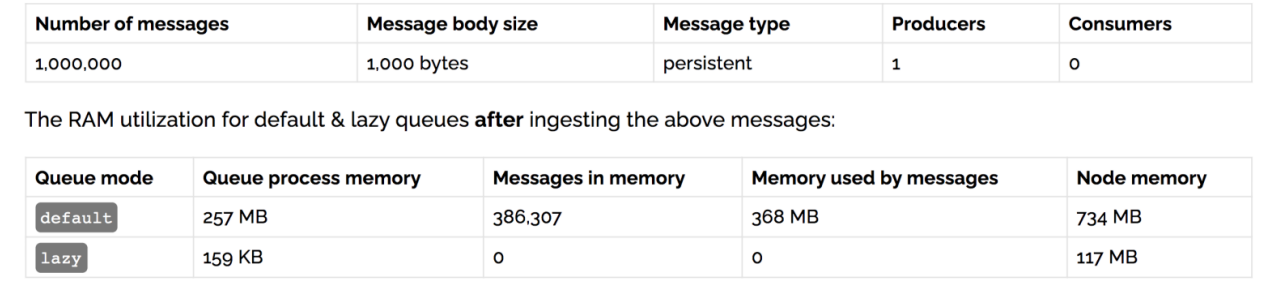 Number of messages Message body size Message type Producers Consumers
1,000,000 1,000 bytes persistent 1 0
The RAM utilization for default & lazy queues after ingesting the above messages:
Queue mode Queue process memory Messages in memory Memory used by messages Node memory
default 257 MB 386,307 368 MB 734 MB
lazy 159 KB 0 0 117 MB